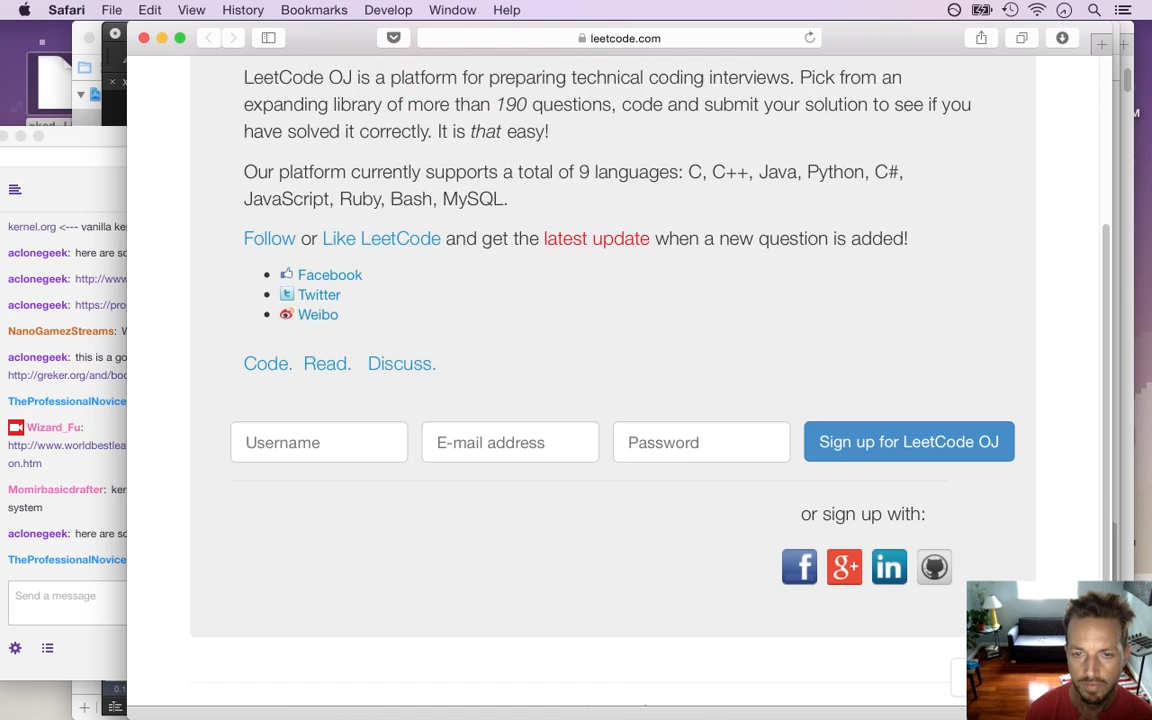 Safari File Edit View History Bookmarks Develop Window Help
leetcode.com
LeetCode OJ is a platform for preparing technical coding interviews. Pick from an
expanding library of more than 190 questions, code and submit your solution to see if you
have solved it correctly. It is that easy!
Our platform currently supports a total of 9 languages: C, C++, Java, Python, C#,
JavaScript, Ruby, Bash, MySQL.
Follow or Like LeetCode and get the latest update when a new question is added!
Facebook
Twitter
Weibo
Code. Read. Discuss.
Username E-mail address Password Sign up for LeetCode OJ
or sign up with:
kernel.org <--- vanilla ke
aclonegeek: here are so
aclonegeek: http://www
aclonegeek: https://pro
NanoGamezStreams: W
aclonegeek: this is a go
http://greker.org/and/boo
TheProfessionalNovice
Wizard_Fu:
http://www.worldbestlea
on.htm
Momirbasicdrafter: ker
system
aclonegeek: here are so
TheProfessionalNovice
Send a message
0.1